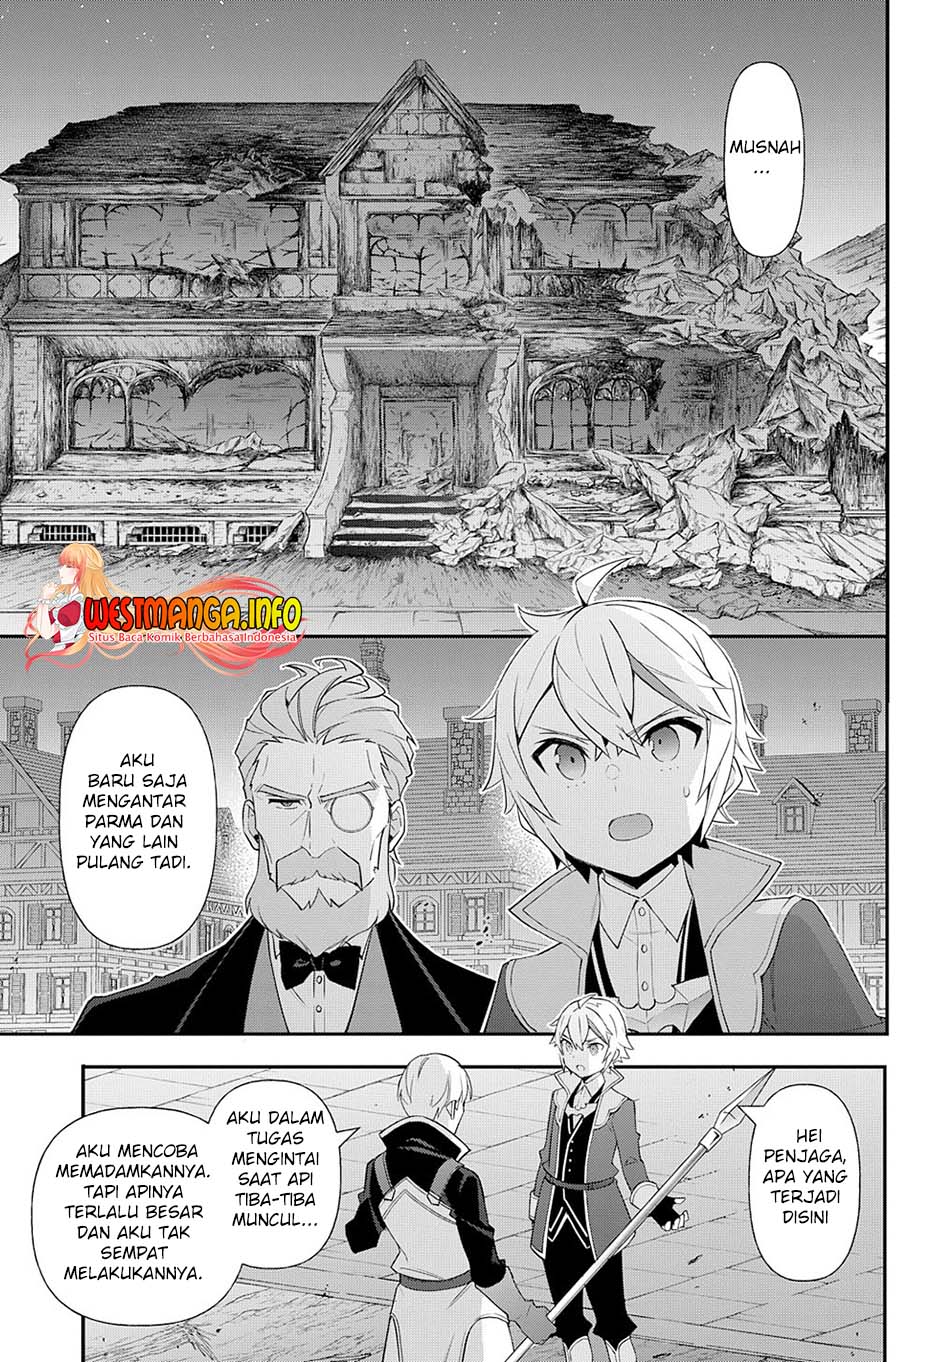 MUSNAH
...
WESTMANGA.INFO
Situs Baca Komik Berbahasa Indonesia
AKU
BARU SAJA
MENGANTAR
PARMA DAN
YANG LAIN
PULANG TADI.
HEI
PENJAGA,
APA YANG
TERJADI
DISINI
AKU DALAM
TUGAS
MENGINTAI
SAAT API
TIBA-TIBA
MUNCUL...
AKU MENCOBA
MEMADAMKANNYA.
TAPI APINYA
TERLALU BESAR
DAN AKU TAK
SEMPAT
MELAKUKANNYA.